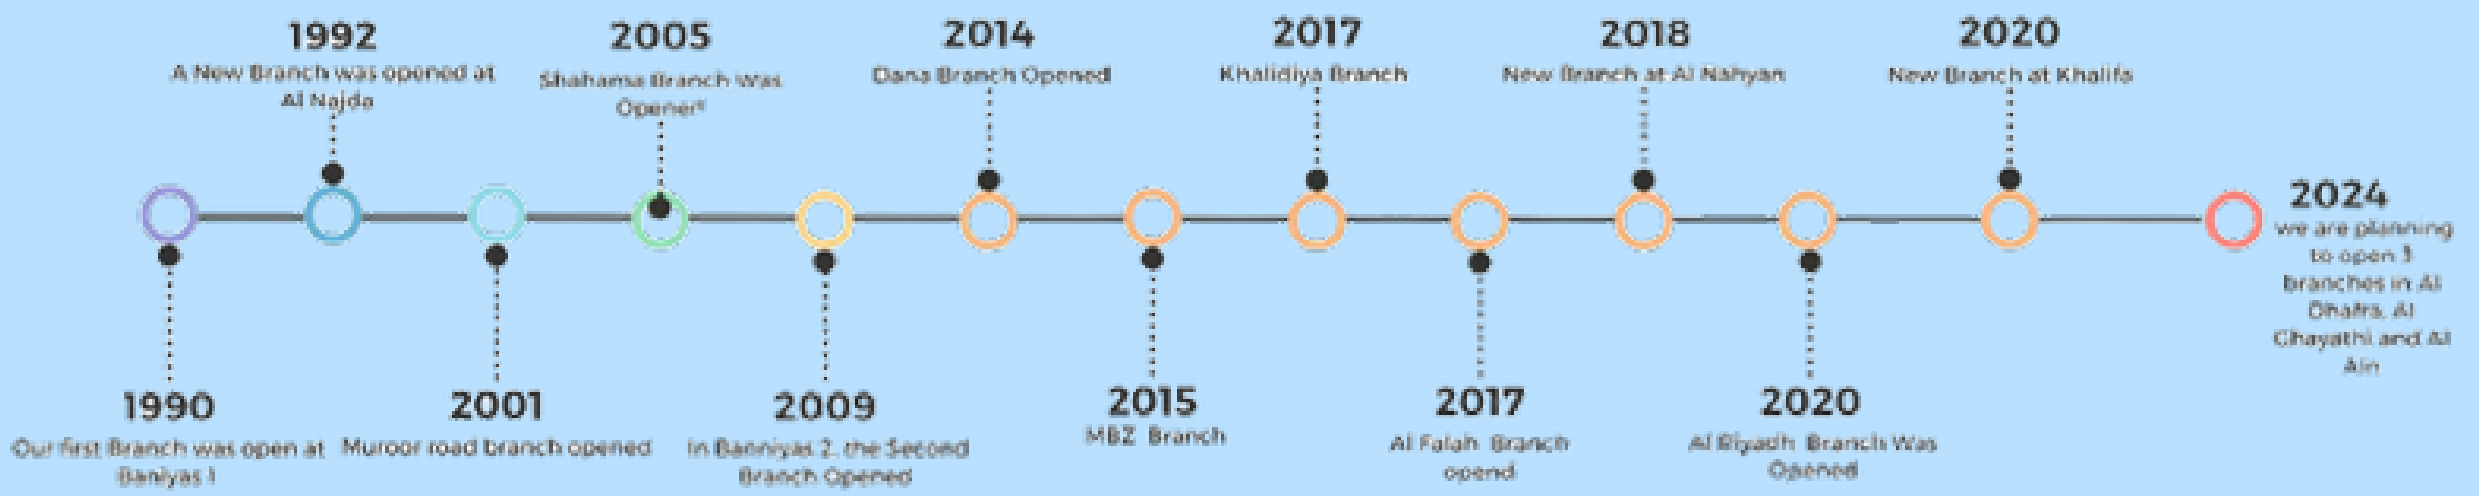 1992
A New Branch was opened at
Al Najda
2005
Shahama Branch Was
Opened
2014
Dana Branch Opened
2017
Khalidiya Branch
2018
New Branch at Al Nahyan
2020
New Branch at Khalifa
2024
we are planning
to open 3
branches in Al
Dhafra, Al
Ghayathi and Al
Ain
1990
Our first Branch was open at
Baniyas 1
2001
Muroor road branch opened
2009
In Banniyas 2, the Second
Branch Opened
2015
MBZ Branch
2017
Al Falah Branch
opend
2020
Al Riyadh Branch Was
Opened